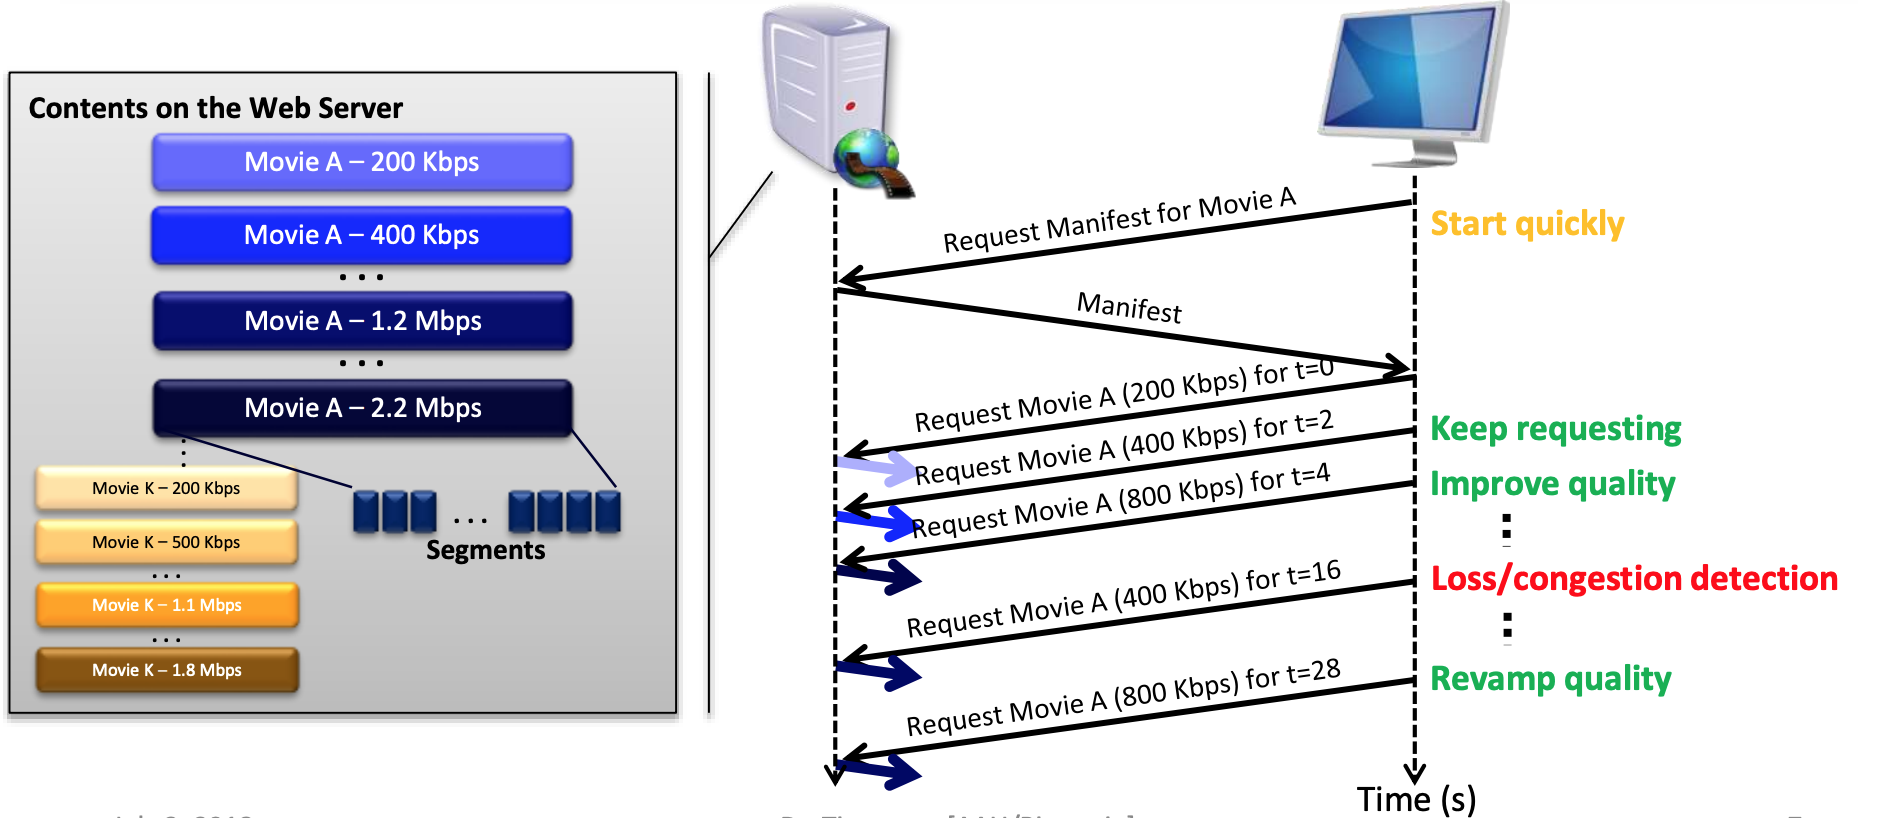 Contents on the Web Server
Movie A – 200 Kbps
Movie A – 400 Kbps
...
Movie A – 1.2 Mbps
...
Movie A – 2.2 Mbps
Movie K – 200 Kbps
Movie K – 500 Kbps
...
Movie K – 1.1 Mbps
...
Movie K – 1.8 Mbps
...
Segments
Request Manifest for Movie A
Start quickly
Manifest
Request Movie A (200 Kbps) for t=0
Request Movie A (400 Kbps) for t=2
Keep requesting
Request Movie A (800 Kbps) for t=4
Improve quality
Request Movie A (400 Kbps) for t=16
Loss/congestion detection
Request Movie A (800 Kbps) for t=28
Revamp quality
Time (s)